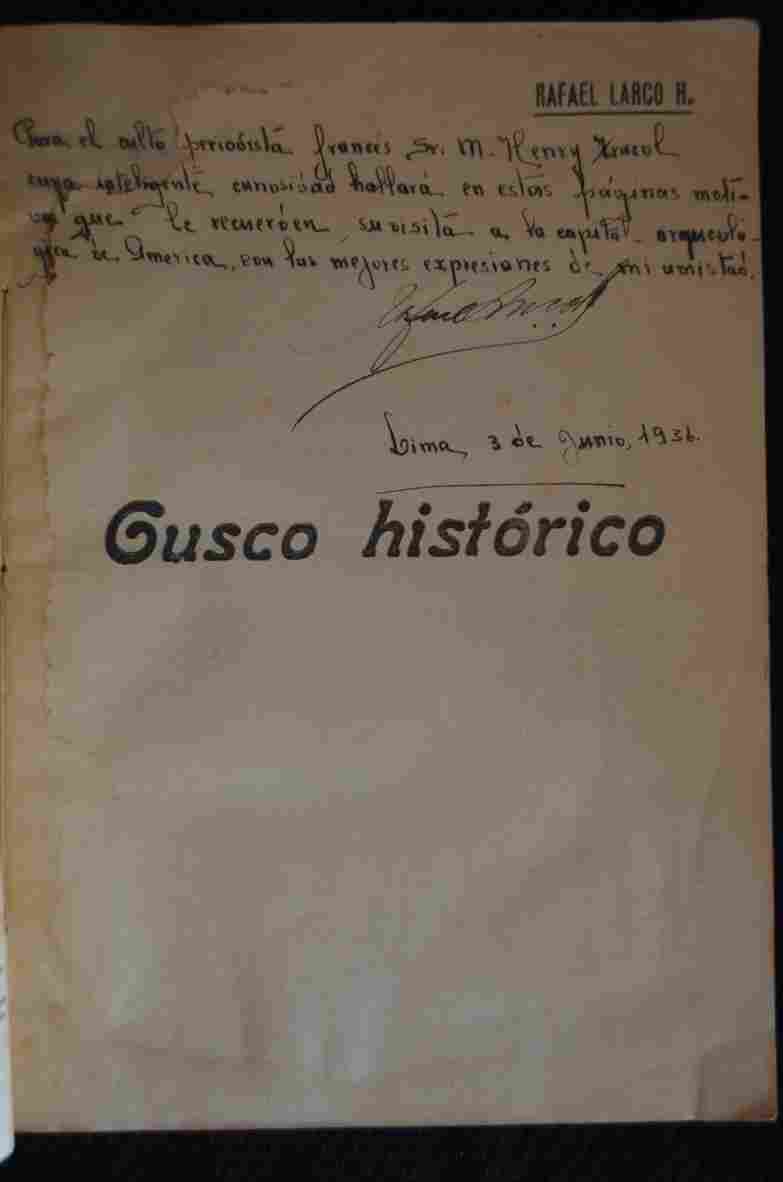 RAFAEL LARCO H.
Para el culto periodista francés Sr. M. Henry
cuya inteligente curiosidad hallará en estas páginas moti-
vos que le recuerden su visita a la capital arqueoló-
gica de America, con las mejores expresiones de mi amistad.
Lima, 3 de Junio, 1936.
Cusco histórico